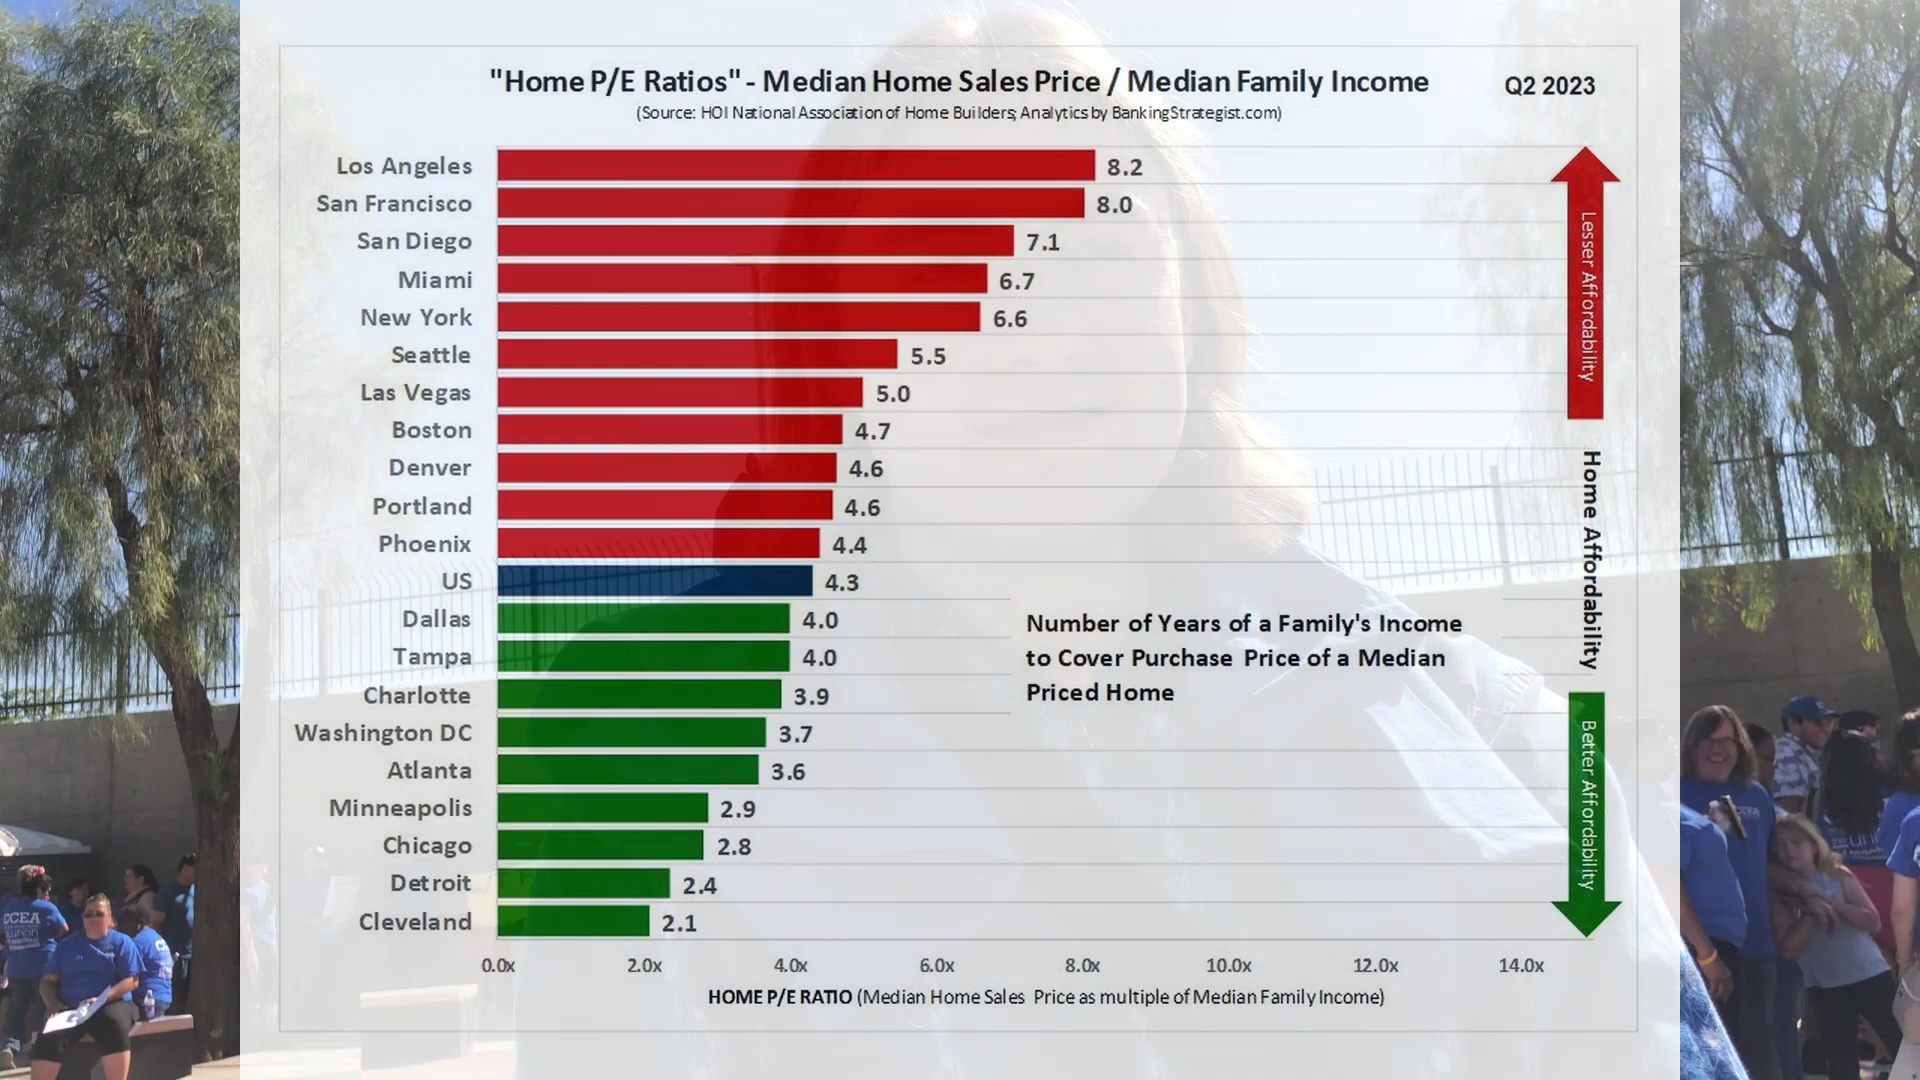 "Home P/E Ratios" - Median Home Sales Price / Median Family Income
Q2 2023
(Source: HOI National Association of Home Builders; Analytics by BankingStrategist.com)
Los Angeles 8.2
San Francisco 8.0
San Diego 7.1
Miami 6.7
New York 6.6
Seattle 5.5
Las Vegas 5.0
Boston 4.7
Denver 4.6
Portland 4.6
Phoenix 4.4
US 4.3
Dallas 4.0
Tampa 4.0
Charlotte 3.9
Washington DC 3.7
Atlanta 3.6
Minneapolis 2.9
Chicago 2.8
Detroit 2.4
Cleveland 2.1
Number of Years of a Family's Income
to Cover Purchase Price of a Median
Priced Home
Lesser Affordability
Home Affordability
Better Affordability
0.0x 2.0x 4.0x 6.0x 8.0x 10.0x 12.0x 14.0x
HOME P/E RATIO (Median Home Sales Price as multiple of Median Family Income)
CCEA